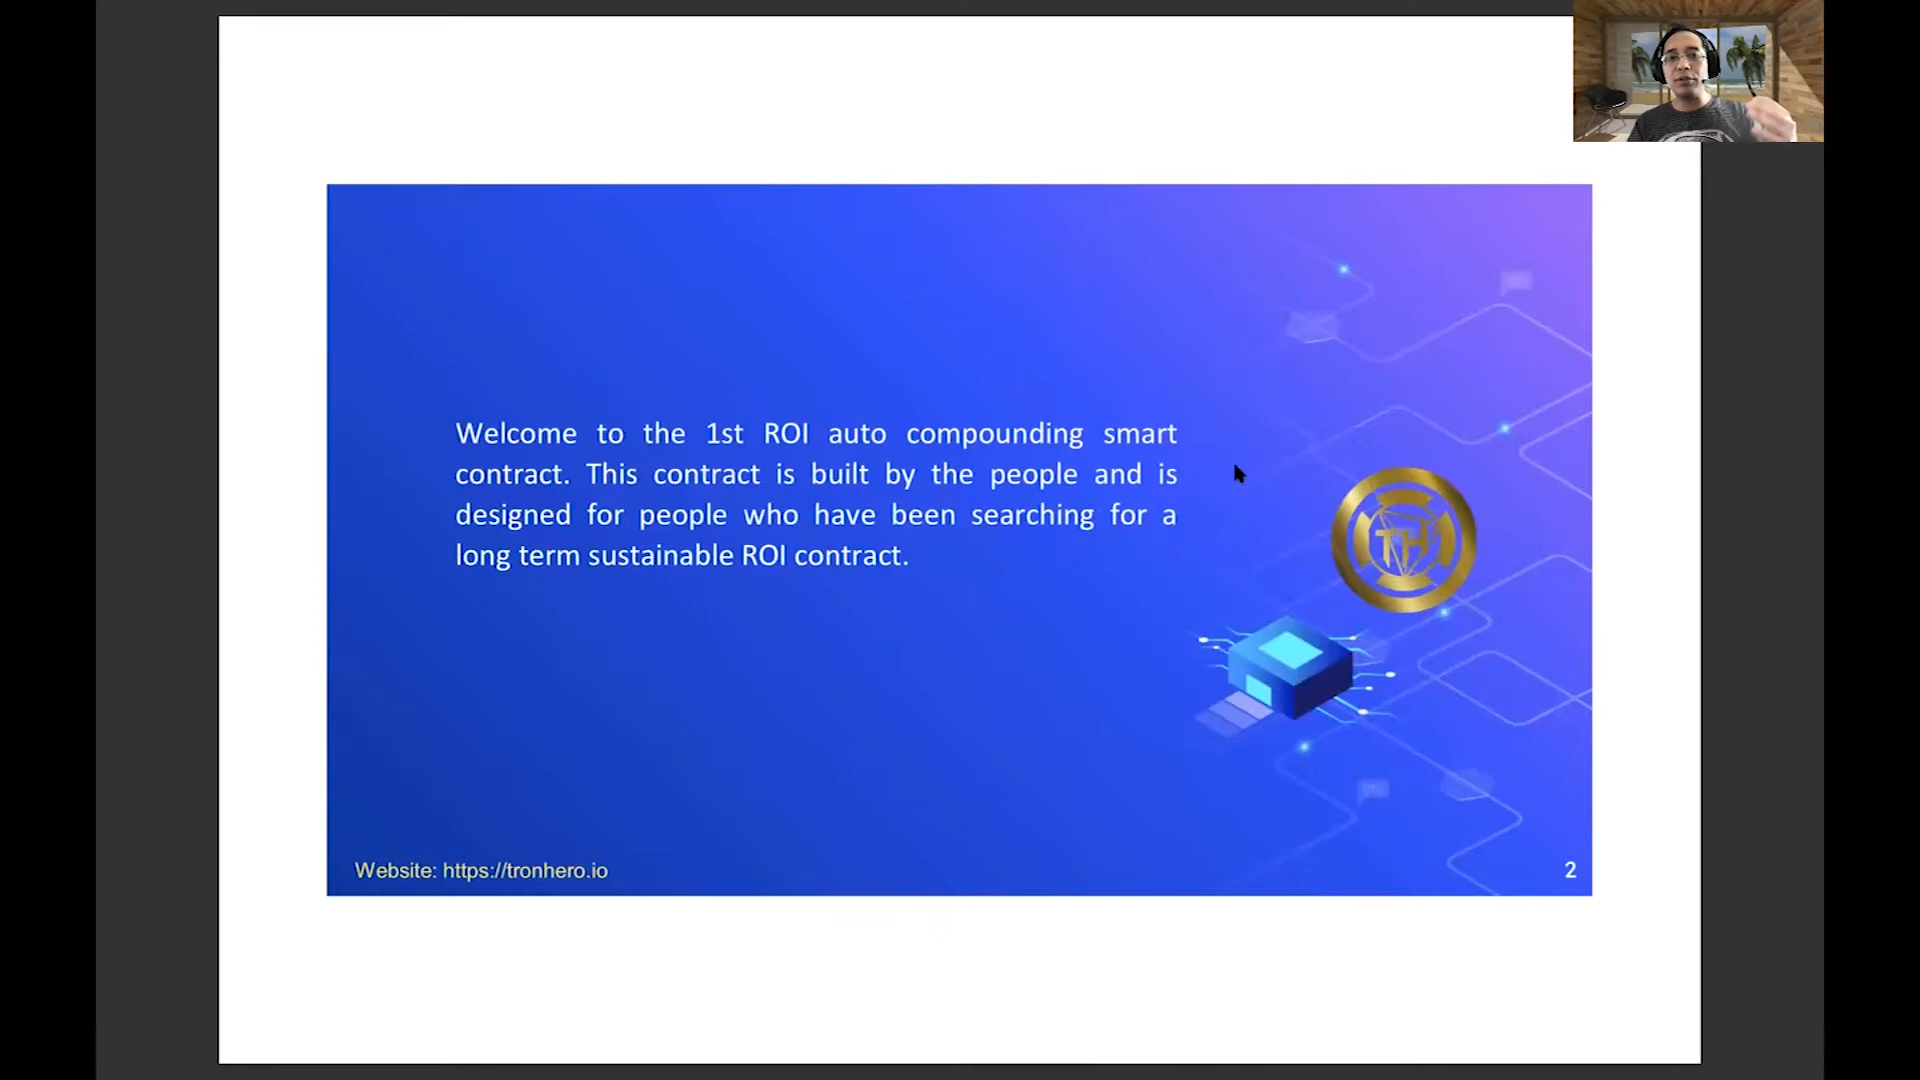 Welcome to the 1st ROI auto compounding smart
contract. This contract is built by the people and is
designed for people who have been searching for a
long term sustainable ROI contract.
TH
Website: https://tronhero.io
2